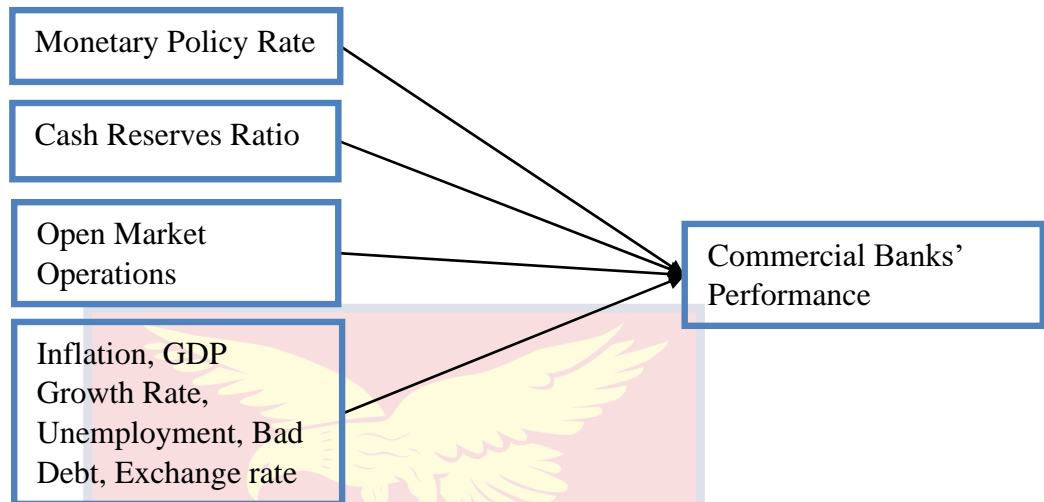 Monetary Policy Rate
Cash Reserves Ratio
Open Market
Operations
Inflation, GDP
Growth Rate,
Unemployment, Bad
Debt, Exchange rate
Commercial Banks’
Performance